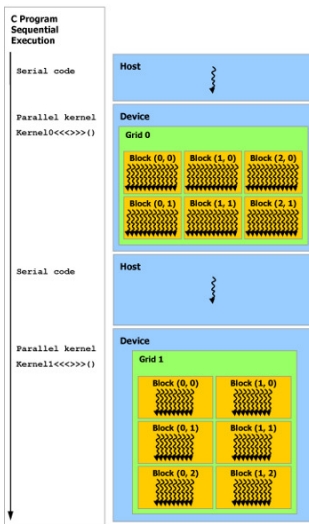 C Program
Sequential
Execution
Serial code
Host
Parallel kernel
Kernel0<<<>>>()
Device
Grid 0
Block (0, 0) Block (1, 0) Block (2, 0)
Block (0, 1) Block (1, 1) Block (2, 1)
Serial code
Host
Parallel kernel
Kernel1<<<>>>()
Device
Grid 1
Block (0, 0) Block (1, 0)
Block (0, 1) Block (1, 1)
Block (0, 2) Block (1, 2)